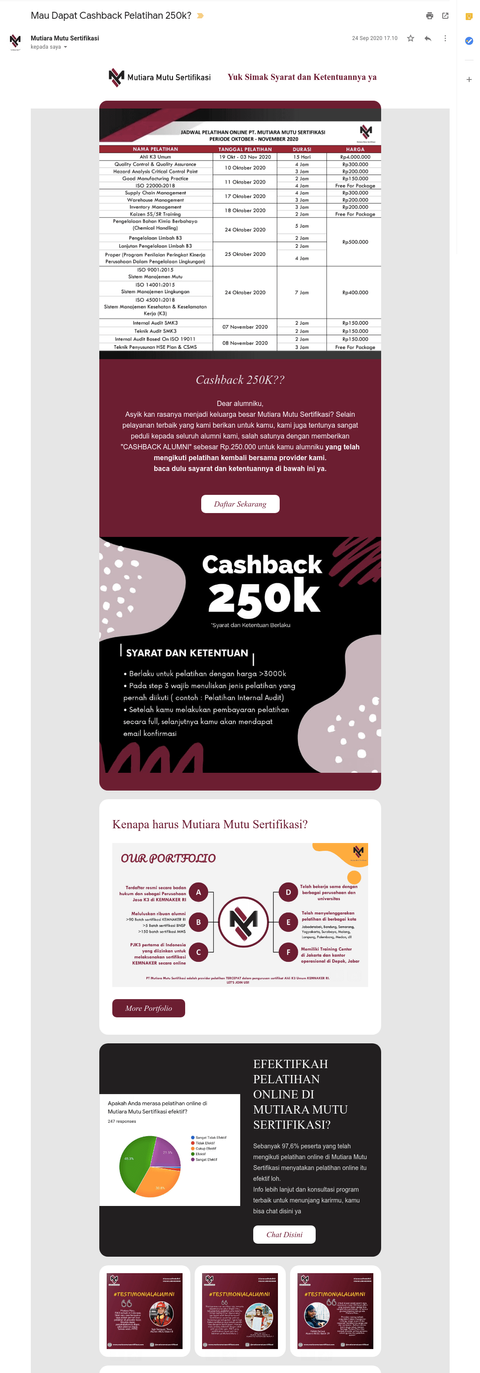 Mau Dapat Cashback Pelatihan 250k?
Mutiara Mutu Sertifikasi
24 Sep 2020 17.10
kepada saya
Mutiara Mutu Sertifikasi
Yuk Simak Syarat dan Ketentuannya ya
JADWAL PELATIHAN ONLINE PT. MUTIARA MUTU SERTIFIKASI
PERIODE OKTOBER - NOVEMBER 2020
NAMA PELATIHAN TANGGAL PELATIHAN DURASI HARGA
Ahli K3 Umum 19 Okt - 03 Nov 2020 13 Hari Rp4.000.000
Quality Control & Quality Assurance 10 Oktober 2020 4 Jam Rp300.000
Hazard Analysis Critical Control Point 3 Jam Rp200.000
Good Manufacturing Practice 11 Oktober 2020 2 Jam Rp150.000
ISO 22000:2018 4 Jam Free For Package
Supply Chain Management 17 Oktober 2020 4 Jam Rp300.000
Warehouse Management 3 Jam Rp200.000
Inventory Management 18 Oktober 2020 3 Jam Rp200.000
Kaizen 5S/5R Training 2 Jam Free For Package
Pengelolaan Bahan Kimia Berbahaya
(Chemical Handling) 24 Oktober 2020 5 Jam Rp500.000
Pengelolaan Limbah B3 2 Jam
Lanjutan Pengelolaan Limbah B3 25 Oktober 2020 2 Jam
Proper (Program Penilaian Peringkat Kinerja
Perusahaan Dalam Pengelolaan Lingkungan) 4 Jam
ISO 9001:2015
Sistem Manajemen Mutu
ISO 14001:2015
Sistem Manajemen Lingkungan 24 Oktober 2020 7 Jam Rp400.000
ISO 45001:2018
Sistem Manajemen Kesehatan & Keselamatan
Kerja (K3)
Internal Audit SMK3 07 November 2020 2 Jam Rp150.000
Teknik Audit SMK3 2 Jam Rp150.000
Internal Audit Based On ISO 19011 08 November 2020 2 Jam Rp150.000
Teknik Penyusunan HSE Plan & CSMS 3 Jam Free For Package
Cashback 250K??
Dear alumniku,
Asyik kan rasanya menjadi keluarga besar Mutiara Mutu Sertifikasi? Selain
pelayanan terbaik yang kami berikan untuk kamu, kami juga tentunya sangat
peduli kepada seluruh alumni kami, salah satunya dengan memberikan
"CASHBACK ALUMNI" sebesar Rp.250.000 untuk kamu alumniku yang telah
mengikuti pelatihan kembali bersama provider kami.
baca dulu sayarat dan ketentuannya di bawah ini ya.
Daftar Sekarang
Cashback
250k
*Syarat dan Ketentuan Berlaku
SYARAT DAN KETENTUAN
• Berlaku untuk pelatihan dengan harga >3000k
• Pada step 3 wajib menuliskan jenis pelatihan yang
pernah diikuti ( contoh : Pelatihan Internal Audit)
• Setelah kamu melakukan pembayaran pelatihan
secara full, selanjutnya kamu akan mendapat
email konfirmasi
Kenapa harus Mutiara Mutu Sertifikasi?
OUR PORTFOLIO
Terdaftar resmi secara badan
hukum dan sebagai Perusahaan
Jasa K3 di KEMNAKER RI
A
D
Telah bekerja sama dengan
berbagai perusahaan dan
universitas
Meluluskan ribuan alumni
B
E
Telah menyelenggarakan
pelatihan di berbagai kota
PJK3 pertama di Indonesia
yang diizinkan untuk
melaksanakan sertifikasi
KEMNAKER secara online
C
F
Memiliki Training Center
di Jakarta dan kantor
operasional di Depok, Jabar
LET'S JOIN US!
More Portfolio
EFEKTIFKAH
PELATIHAN
ONLINE DI
MUTIARA MUTU
SERTIFIKASI?
Apakah Anda merasa pelatihan online di
Mutiara Mutu Sertifikasi efektif?
247 responses
Sangat Tidak Efektif
Tidak Efektif
Cukup Efektif
Efektif
Sangat Efektif
Sebanyak 97,6% peserta yang telah
mengikuti pelatihan online di Mutiara Mutu
Sertifikasi menyatakan pelatihan online itu
efektif loh.
Info lebih lanjut dan konsultasi program
terbaik untuk menunjang karirmu, kamu
bisa chat disini ya
Chat Disini
#TESTIMONIALALUMNI
#TESTIMONIALALUMNI
#TESTIMONIALALUMNI